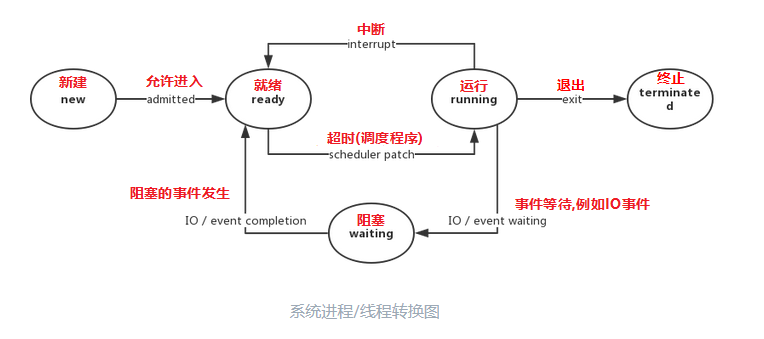 中断
interrupt
新建
new
允许进入
admitted
就绪
ready
运行
running
退出
exit
终止
terminate
d
超时(调度程序)
scheduler patch
阻塞的事件发生
IO / event completion
阻塞
waiting
事件等待,例如IO事件
IO / event waiting
系统进程/线程转换图